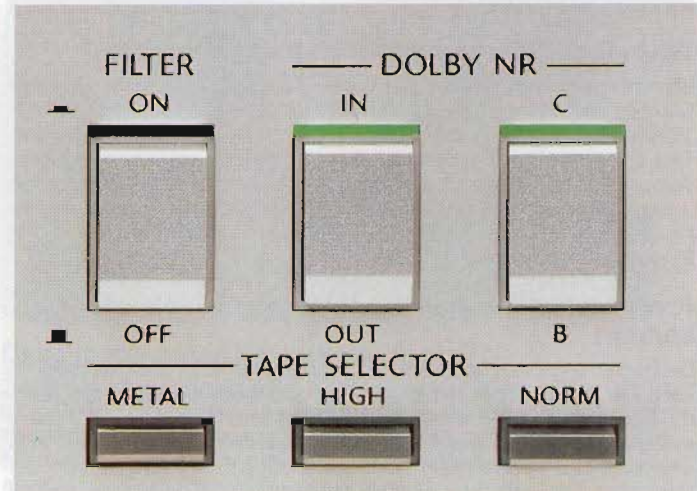 FILTER DOLBY NR
ON IN C
OFF OUT B
TAPE SELECTOR
METAL HIGH NORM